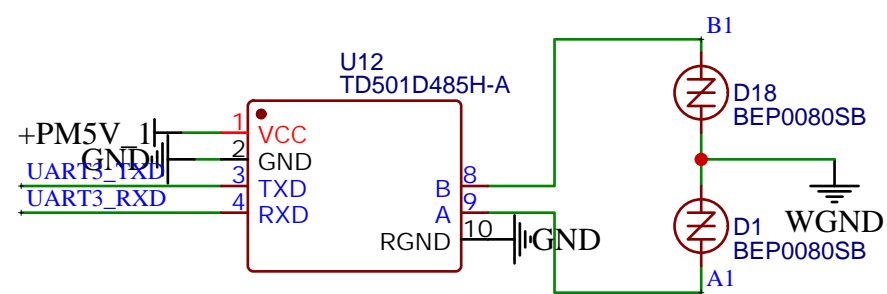 B1
U12
TD501D485H-A
D18
BEP0080SB
+PM5V_1
1
VCC
GND
2
GND
UART3_TXD
3
TXD
B
8
UART3_RXD
4
RXD
A
9
RGND
10
GND
WGND
D1
BEP0080SB
A1